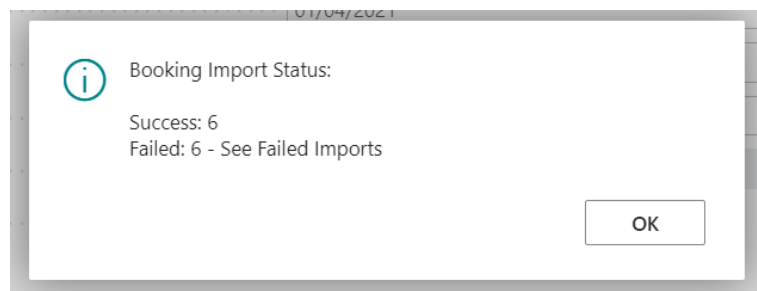 01/04/2021
Booking Import Status:
Success: 6
Failed: 6 - See Failed Imports
OK